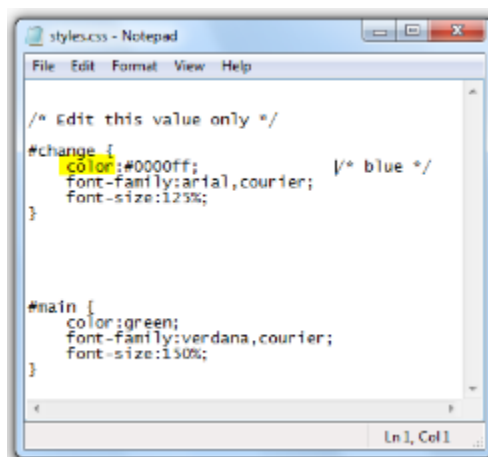 styles.css - Notepad
File Edit Format View Help
/* Edit this value only */
#change {
color:#0000ff; /* blue */
font-family:arial,courier;
font-size:125%;
}
#main {
color:green;
font-family:verdana,courier;
font-size:150%;
}
Ln 1, Col 1